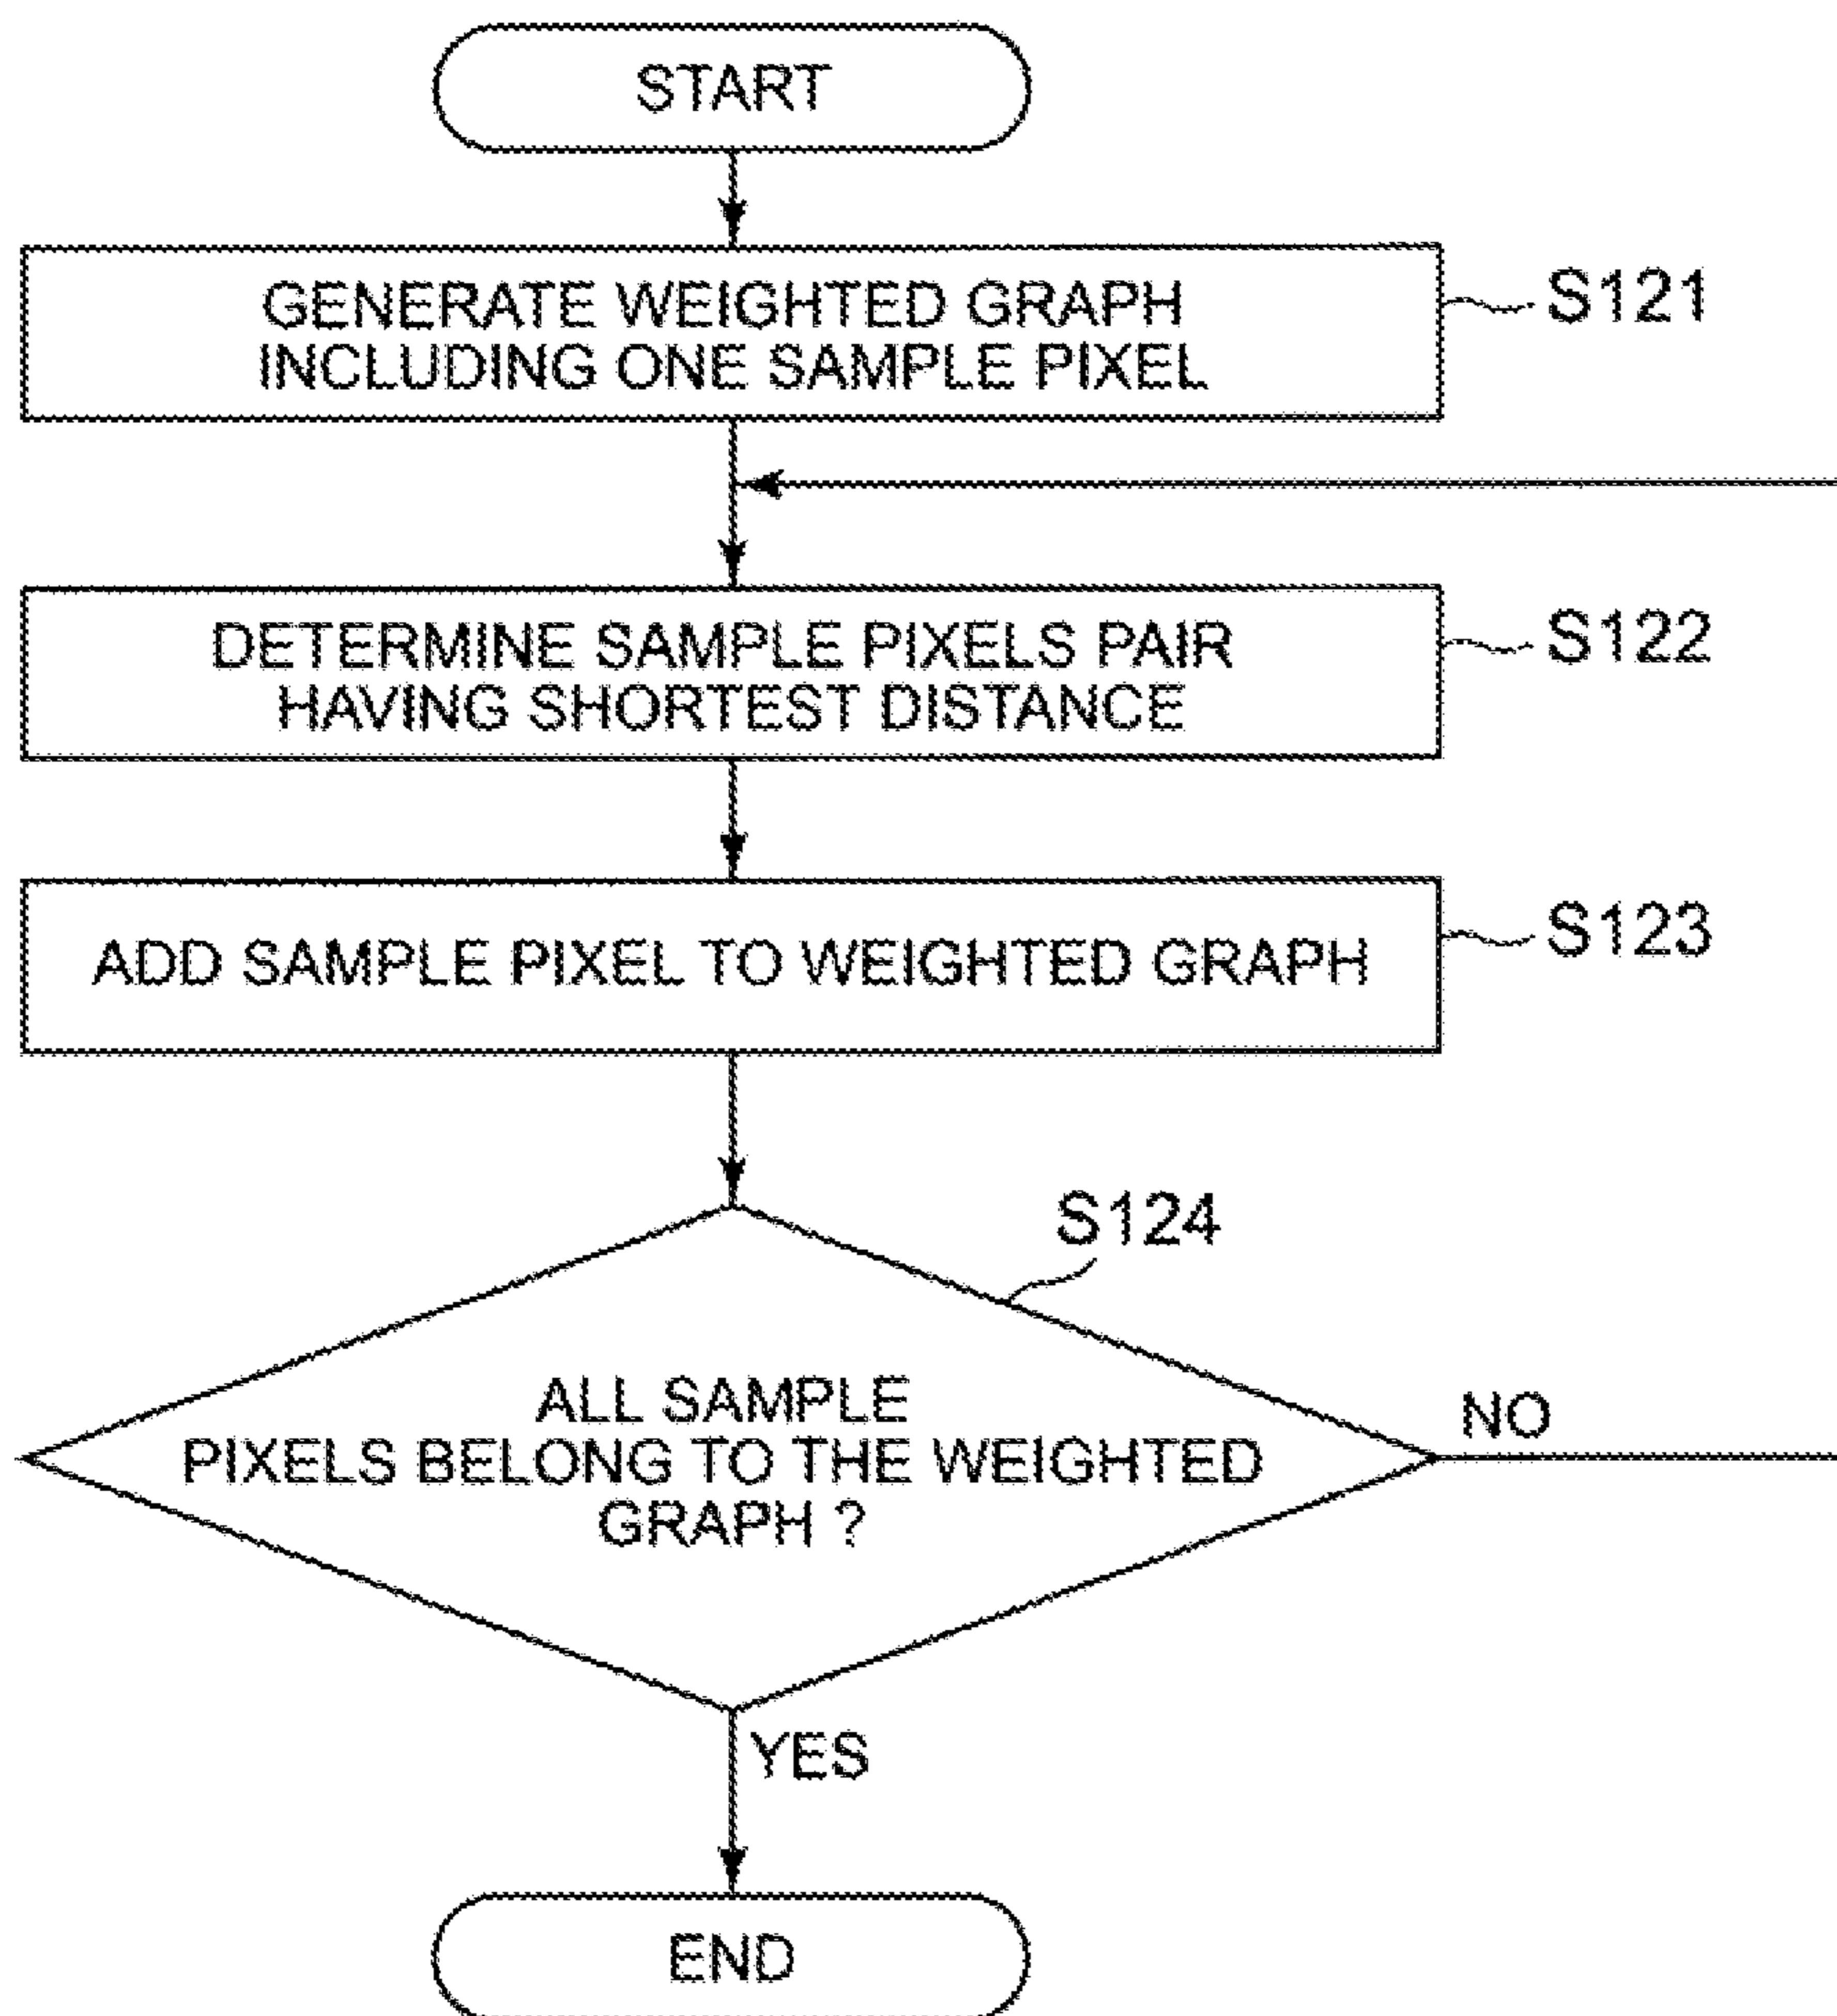 START
GENERATE WEIGHTED GRAPH
INCLUDING ONE SAMPLE PIXEL
S121
DETERMINE SAMPLE PIXELS PAIR
HAVING SHORTEST DISTANCE
S122
ADD SAMPLE PIXEL TO WEIGHTED GRAPH
S123
S124
ALL SAMPLE
PIXELS BELONG TO THE WEIGHTED
GRAPH ?
NO
YES
END